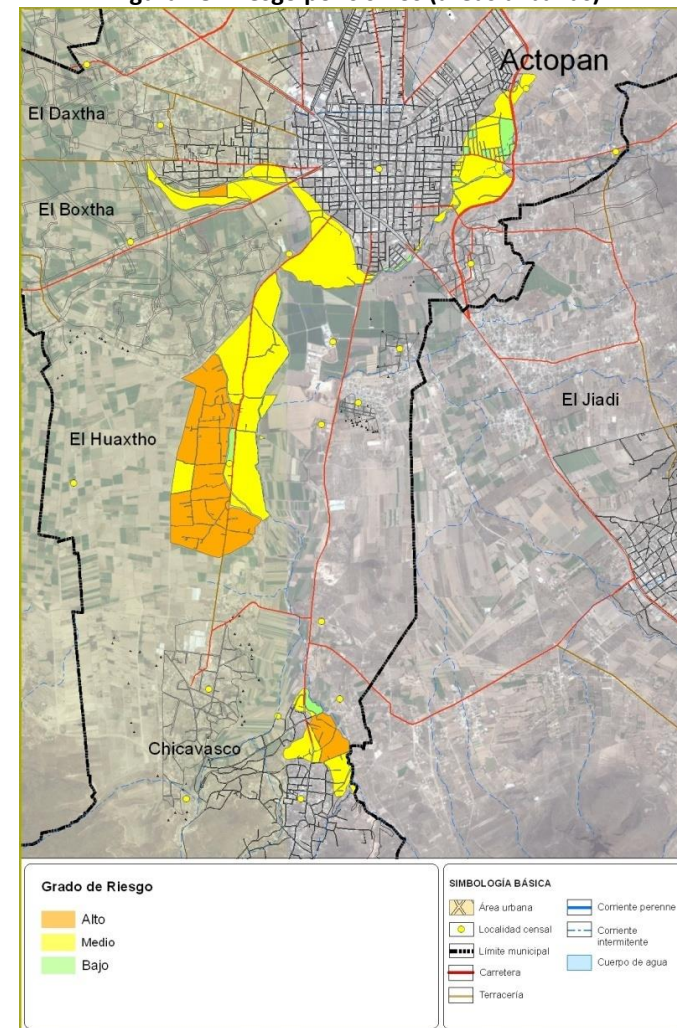 Actopan
El Daxtha
El Boxtha
El Jiadi
El Huaxtho
Chicavasco
Grado de Riesgo
Alto
Medio
Bajo
SIMBOLOGÍA BÁSICA
Área urbana
Localidad censal
Límite municipal
Carretera
Terracería
Corriente perenne
Corriente
intermitente
Cuerpo de agua